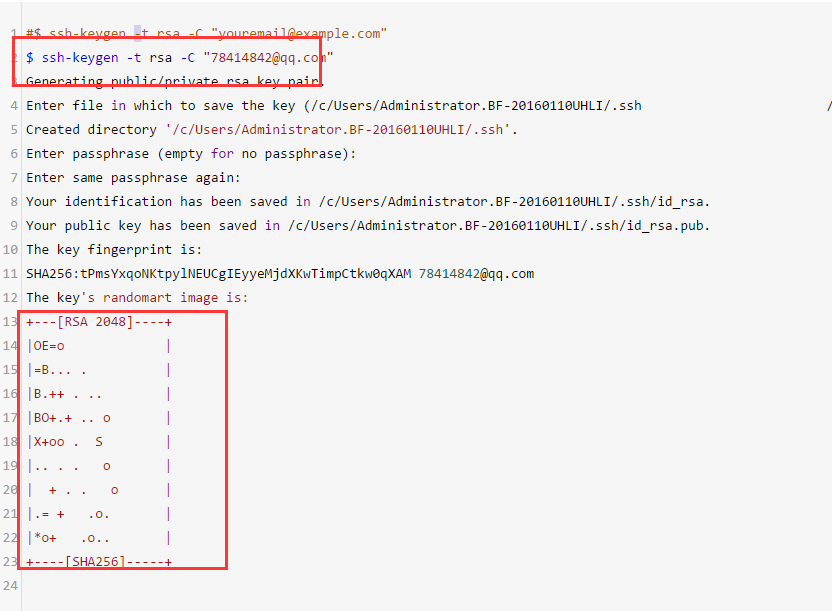 1 #$ ssh-keygen -t rsa -C "youremail@example.com"
2 $ ssh-keygen -t rsa -C "78414842@qq.com"
3 Generating public/private rsa key pair.
4 Enter file in which to save the key (/c/Users/Administrator.BF-20160110UHLI/.ssh                        /
5 Created directory '/c/Users/Administrator.BF-20160110UHLI/.ssh'.
6 Enter passphrase (empty for no passphrase):
7 Enter same passphrase again:
8 Your identification has been saved in /c/Users/Administrator.BF-20160110UHLI/.ssh/id_rsa.
9 Your public key has been saved in /c/Users/Administrator.BF-20160110UHLI/.ssh/id_rsa.pub.
10 The key fingerprint is:
11 SHA256:tPmsYxqoNKtpylNEUCgIEyyeMjdXKwTimpCtkw0qXAM 78414842@qq.com
12 The key's randomart image is:
13 +---[RSA 2048]----+
14 |OE=o             |
15 |=B... .          |
16 |B.++ . ..        |
17 |BO+.+ .. o       |
18 |X+oo .  S        |
19 |.. . .   o       |
20 |  + . .   o      |
21 |.= +   .o.       |
22 |*o+   .o..       |
23 +----[SHA256]-----+
24